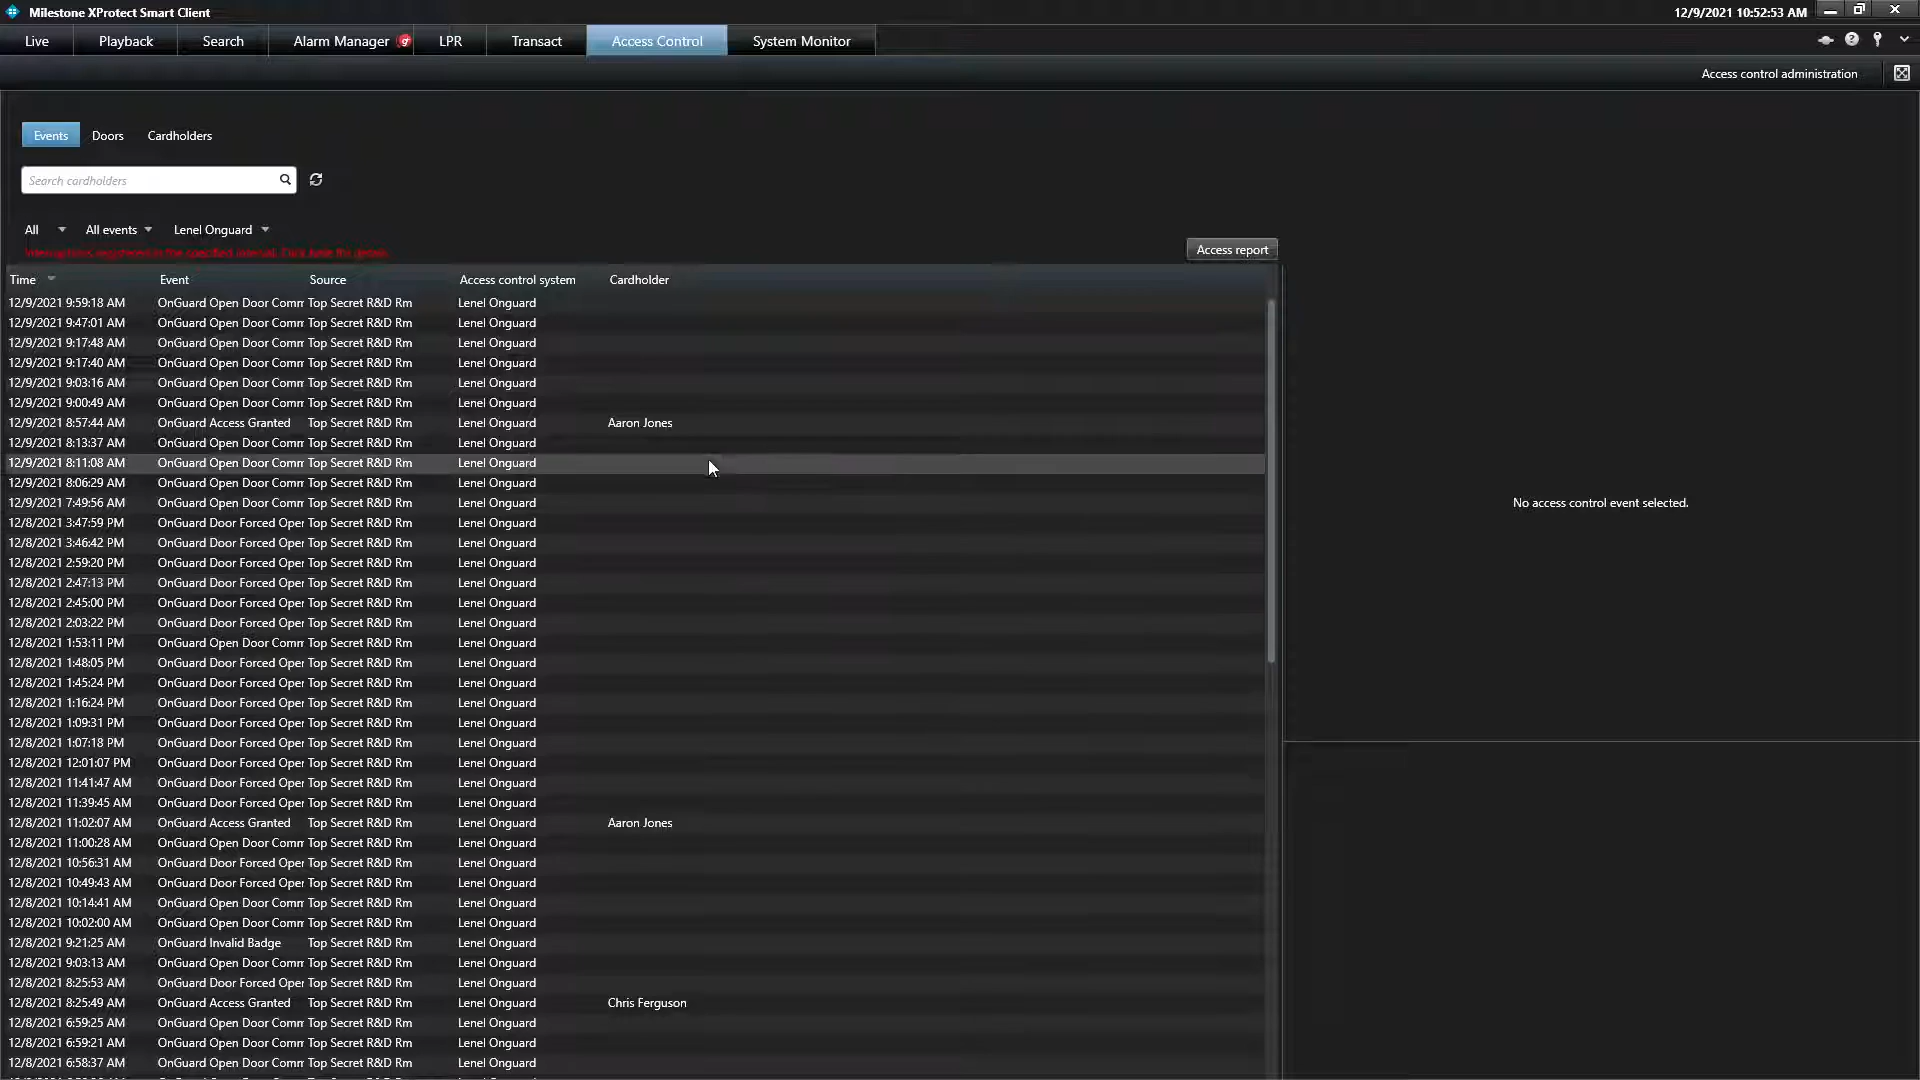 Milestone XProtect Smart Client
12/9/2021 10:52:53 AM
Live Playback Search Alarm Manager LPR Transact Access Control System Monitor
Access control administration
Events Doors Cardholders
Search cardholders
All All events Lenel Onguard
Interruptions registered in the specified interval. Click here for details.
Access report
Time Event Source Access control system Cardholder
12/9/2021 9:59:18 AM OnGuard Open Door Comm Top Secret R&D Rm Lenel Onguard
12/9/2021 9:47:01 AM OnGuard Open Door Comm Top Secret R&D Rm Lenel Onguard
12/9/2021 9:17:48 AM OnGuard Open Door Comm Top Secret R&D Rm Lenel Onguard
12/9/2021 9:17:40 AM OnGuard Open Door Comm Top Secret R&D Rm Lenel Onguard
12/9/2021 9:03:16 AM OnGuard Open Door Comm Top Secret R&D Rm Lenel Onguard
12/9/2021 9:00:49 AM OnGuard Open Door Comm Top Secret R&D Rm Lenel Onguard
12/9/2021 8:57:44 AM OnGuard Access Granted Top Secret R&D Rm Lenel Onguard Aaron Jones
12/9/2021 8:13:37 AM OnGuard Open Door Comm Top Secret R&D Rm Lenel Onguard
12/9/2021 8:11:08 AM OnGuard Open Door Comm Top Secret R&D Rm Lenel Onguard
12/9/2021 8:06:29 AM OnGuard Open Door Comm Top Secret R&D Rm Lenel Onguard
12/9/2021 7:49:56 AM OnGuard Open Door Comm Top Secret R&D Rm Lenel Onguard
No access control event selected.
12/8/2021 3:47:59 PM OnGuard Door Forced Oper Top Secret R&D Rm Lenel Onguard
12/8/2021 3:46:42 PM OnGuard Door Forced Oper Top Secret R&D Rm Lenel Onguard
12/8/2021 2:59:20 PM OnGuard Door Forced Oper Top Secret R&D Rm Lenel Onguard
12/8/2021 2:47:13 PM OnGuard Door Forced Oper Top Secret R&D Rm Lenel Onguard
12/8/2021 2:45:00 PM OnGuard Door Forced Oper Top Secret R&D Rm Lenel Onguard
12/8/2021 2:03:22 PM OnGuard Door Forced Oper Top Secret R&D Rm Lenel Onguard
12/8/2021 1:53:11 PM OnGuard Open Door Comm Top Secret R&D Rm Lenel Onguard
12/8/2021 1:48:05 PM OnGuard Door Forced Oper Top Secret R&D Rm Lenel Onguard
12/8/2021 1:45:24 PM OnGuard Door Forced Oper Top Secret R&D Rm Lenel Onguard
12/8/2021 1:16:24 PM OnGuard Door Forced Oper Top Secret R&D Rm Lenel Onguard
12/8/2021 1:09:31 PM OnGuard Door Forced Oper Top Secret R&D Rm Lenel Onguard
12/8/2021 1:07:18 PM OnGuard Door Forced Oper Top Secret R&D Rm Lenel Onguard
12/8/2021 12:01:07 PM OnGuard Door Forced Oper Top Secret R&D Rm Lenel Onguard
12/8/2021 11:41:47 AM OnGuard Door Forced Oper Top Secret R&D Rm Lenel Onguard
12/8/2021 11:39:45 AM OnGuard Door Forced Oper Top Secret R&D Rm Lenel Onguard
12/8/2021 11:02:07 AM OnGuard Access Granted Top Secret R&D Rm Lenel Onguard Aaron Jones
12/8/2021 11:00:28 AM OnGuard Open Door Comm Top Secret R&D Rm Lenel Onguard
12/8/2021 10:56:31 AM OnGuard Door Forced Oper Top Secret R&D Rm Lenel Onguard
12/8/2021 10:49:43 AM OnGuard Door Forced Oper Top Secret R&D Rm Lenel Onguard
12/8/2021 10:14:41 AM OnGuard Open Door Comm Top Secret R&D Rm Lenel Onguard
12/8/2021 10:02:00 AM OnGuard Open Door Comm Top Secret R&D Rm Lenel Onguard
12/8/2021 9:21:25 AM OnGuard Invalid Badge Top Secret R&D Rm Lenel Onguard
12/8/2021 9:03:13 AM OnGuard Open Door Comm Top Secret R&D Rm Lenel Onguard
12/8/2021 8:25:53 AM OnGuard Door Forced Oper Top Secret R&D Rm Lenel Onguard
12/8/2021 8:25:49 AM OnGuard Access Granted Top Secret R&D Rm Lenel Onguard Chris Ferguson
12/8/2021 6:59:25 AM OnGuard Open Door Comm Top Secret R&D Rm Lenel Onguard
12/8/2021 6:59:21 AM OnGuard Open Door Comm Top Secret R&D Rm Lenel Onguard
12/8/2021 6:58:37 AM OnGuard Open Door Comm Top Secret R&D Rm Lenel Onguard